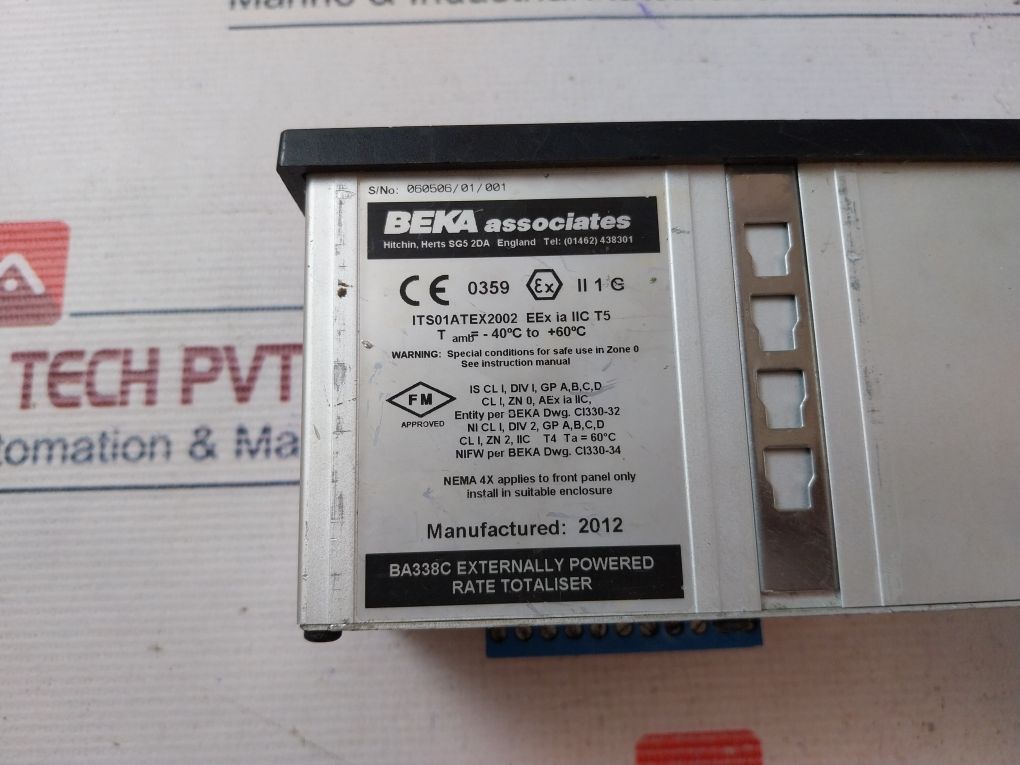 Marine & Industrial
S/No: 060506/01/001
BEKA associates
Hitchin, Herts SG5 2DA England Tel: (01462) 438301
CE 0359 Ex II 1 G
ITS01ATEX2002 EEx ia IIC T5
T amb= - 40ºC to +60ºC
WARNING: Special conditions for safe use in Zone 0
See instruction manual
FM
APPROVED
IS CL I, DIV I, GP A,B,C,D
CL I, ZN 0, AEx ia IIC,
Entity per BEKA Dwg. CI330-32
NI CL I, DIV 2, GP A,B,C,D
CL I, ZN 2, IIC T4 Ta = 60°C
NIFW per BEKA Dwg. CI330-34
NEMA 4X applies to front panel only
install in suitable enclosure
Manufactured: 2012
BA338C EXTERNALLY POWERED
RATE TOTALISER
TECH PVT
tomation & Ma